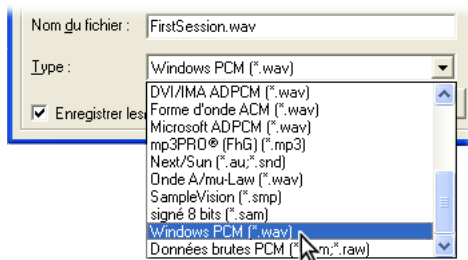 Nom du fichier : FirstSession.wav
Type : Windows PCM (*.wav)
DVI/IMA ADPCM (*.wav)
Forme d'onde ACM (*.wav)
Enregistrer les
Microsoft ADPCM (*.wav)
mp3PRO® (FhG) (*.mp3)
Next/Sun (*.au;*.snd)
Onde A/mu-Law (*.wav)
SampleVision (*.smp)
signé 8 bits (*.sam)
Windows PCM (*.wav)
Données brutes PCM (*. m;*.raw)